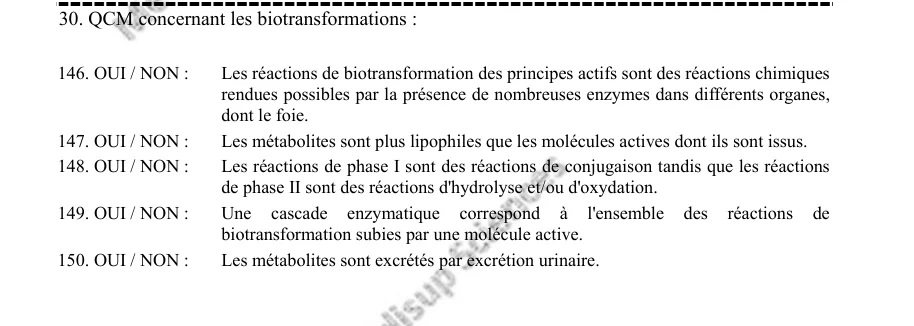 30. QCM concernant les biotransformations :
146. OUI / NON : Les réactions de biotransformation des principes actifs sont des réactions chimiques
rendues possibles par la présence de nombreuses enzymes dans différents organes,
dont le foie.
147. OUI / NON : Les métabolites sont plus lipophiles que les molécules actives dont ils sont issus.
148. OUI / NON : Les réactions de phase I sont des réactions de conjugaison tandis que les réactions
de phase II sont des réactions d'hydrolyse et/ou d'oxydation.
149. OUI / NON : Une cascade enzymatique correspond à l'ensemble des réactions de
biotransformation subies par une molécule active.
150. OUI / NON : Les métabolites sont excrétés par excrétion urinaire.
disup Sciences